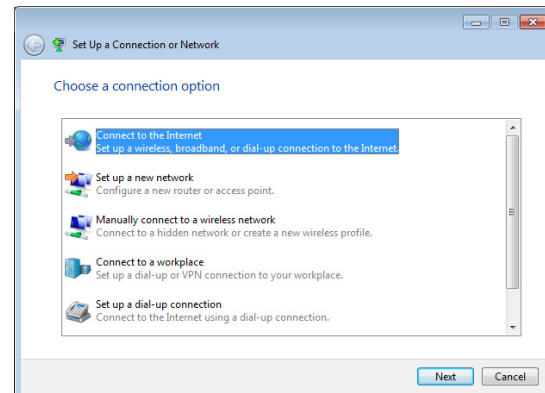 Set Up a Connection or Network
Choose a connection option
Connect to the Internet
Set up a wireless, broadband, or dial-up connection to the Internet.
Set up a new network
Configure a new router or access point.
Manually connect to a wireless network
Connect to a hidden network or create a new wireless profile.
Connect to a workplace
Set up a dial-up or VPN connection to your workplace.
Set up a dial-up connection
Connect to the Internet using a dial-up connection.
Next Cancel